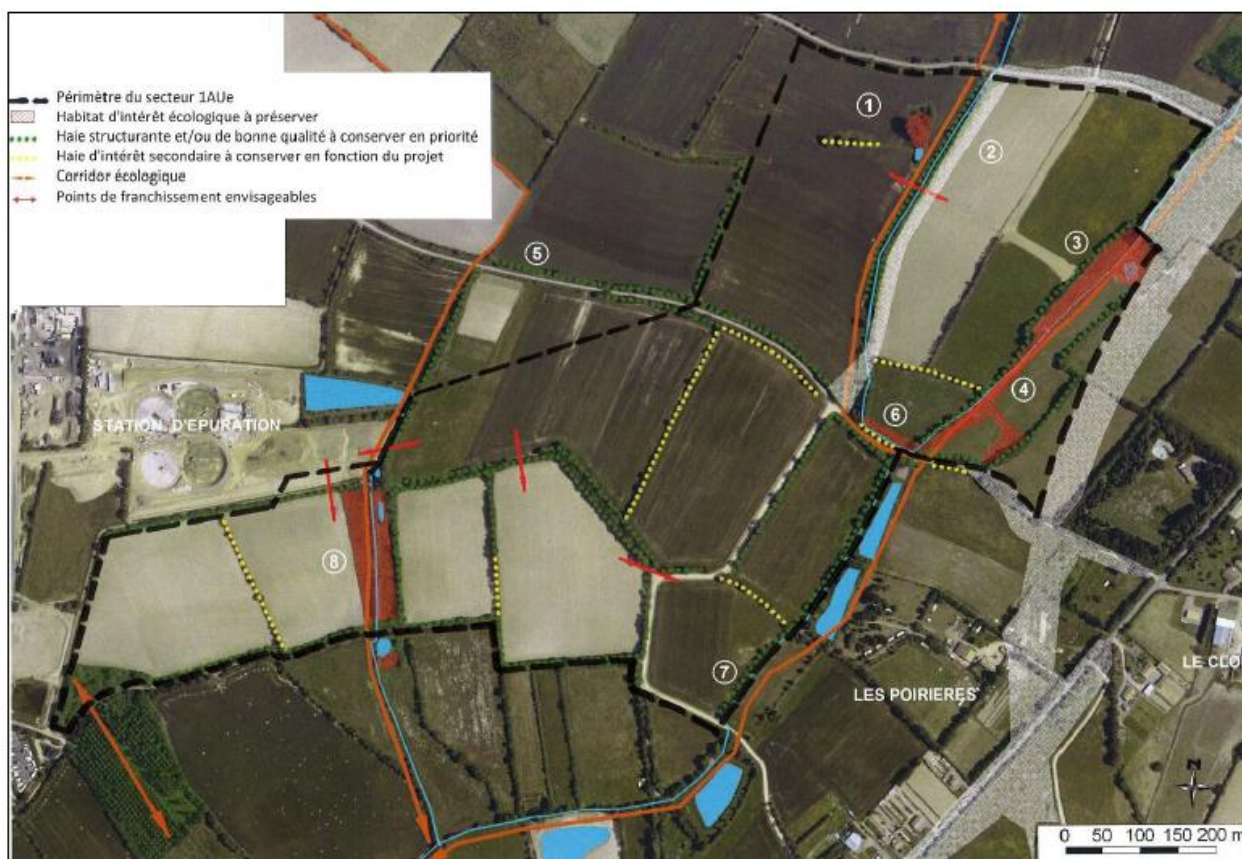 Périmètre du secteur 1AUe
Habitat d'intérêt écologique à préserver
Haie structurante et/ou de bonne qualité à conserver en priorité
Haie d'intérêt secondaire à conserver en fonction du projet
Corridor écologique
Points de franchissement envisageables
1
2
3
5
4
6
STATION D'EPURATION
8
7
LES POIRIERES
LE CLO
N
0 50 100 150 200 m